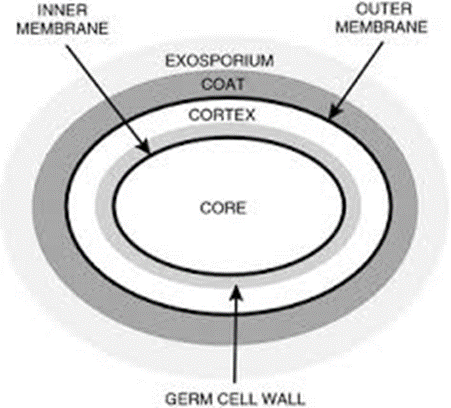 INNER
MEMBRANE
OUTER
MEMBRANE
EXOSPORIUM
COAT
CORTEX
CORE
GERM CELL WALL